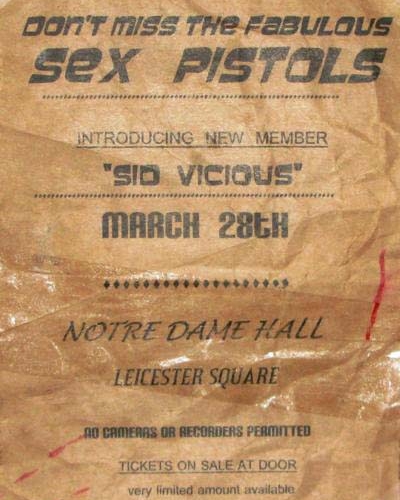 DON'T MISS THE FABULOUS
SEX PISTOLS
INTRODUCING NEW MEMBER
"SID VICIOUS"
MARCH 28TH
NOTRE DAME HALL
LEICESTER SQUARE
NO CAMERAS OR RECORDERS PERMITTED
TICKETS ON SALE AT DOOR
very limited amount available